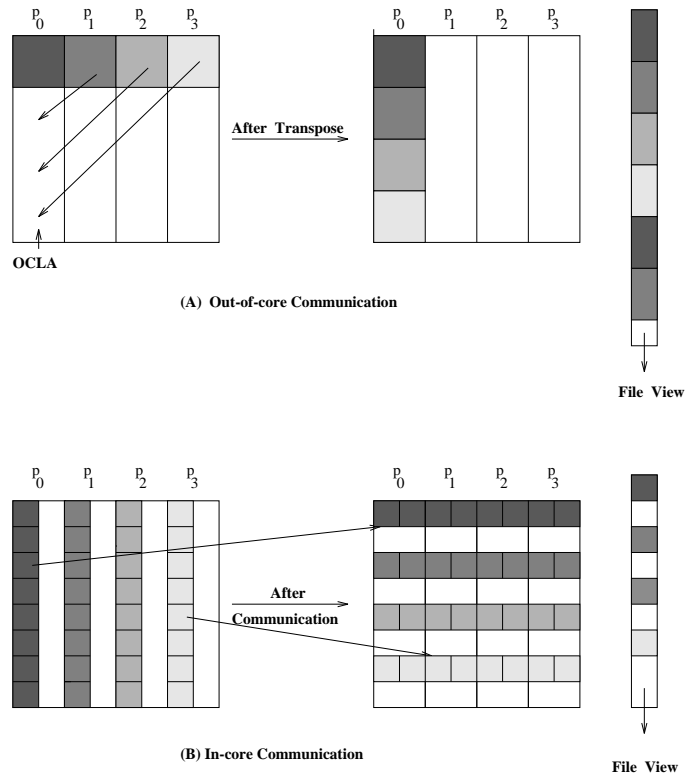 P0 P1 P2 P3
P0 P1 P2 P3
After Transpose
OCLA
(A) Out-of-core Communication
File View
P0 P1 P2 P3
P0 P1 P2 P3
After
Communication
(B) In-core Communication
File View